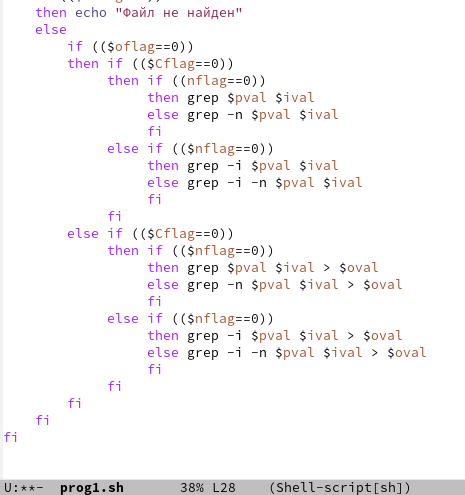 then echo "Файл не найден"
else
if (($oflag==0))
then if (($Cflag==0))
then if ((nflag==0))
then grep $pval $ival
else grep -n $pval $ival
fi
else if (($nflag==0))
then grep -i $pval $ival
else grep -i -n $pval $ival
fi
fi
else if (($Cflag==0))
then if (($nflag==0))
then grep $pval $ival > $oval
else grep -n $pval $ival > $oval
fi
else if (($nflag==0))
then grep -i $pval $ival > $oval
else grep -i -n $pval $ival > $oval
fi
fi
fi
fi
fi
U:**- prog1.sh 38% L28 (Shell-script[sh])